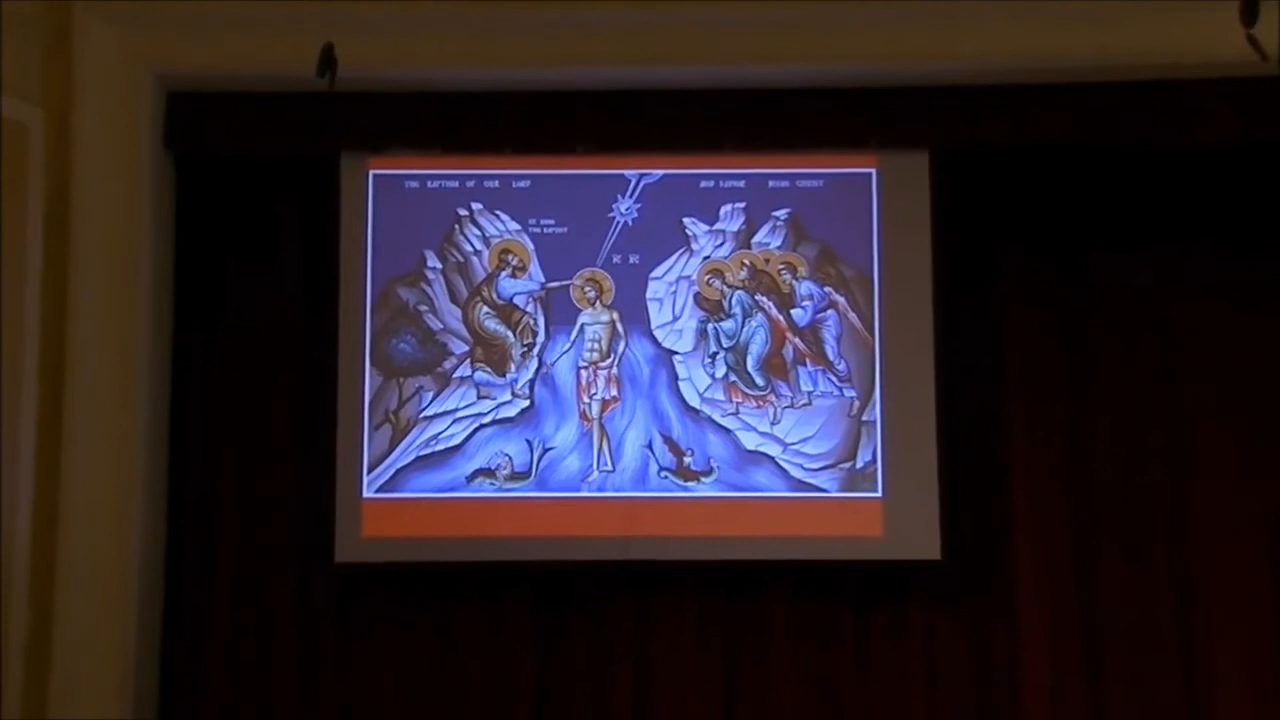 THE BAPTISM OF OUR LORD
AND SAVIOR JESUS CHRIST
ST JOHN
THE BAPTIST